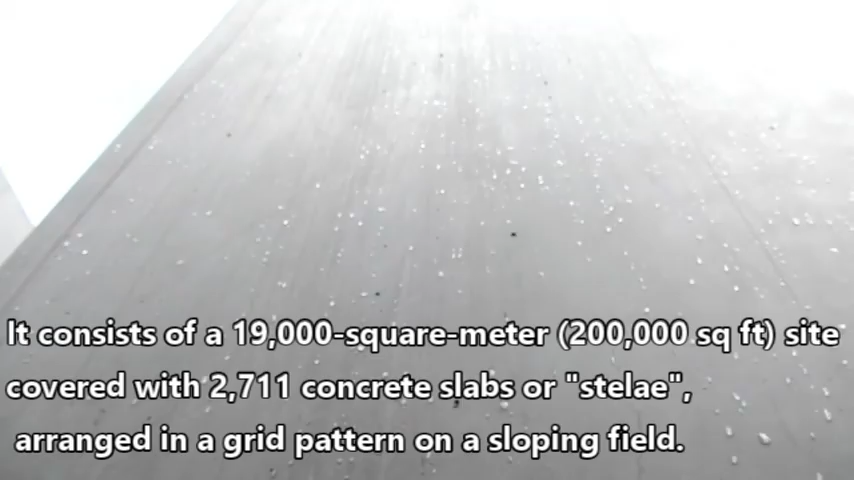 It consists of a 19,000-square-meter (200,000 sq ft) site
covered with 2,711 concrete slabs or "stelae",
arranged in a grid pattern on a sloping field.